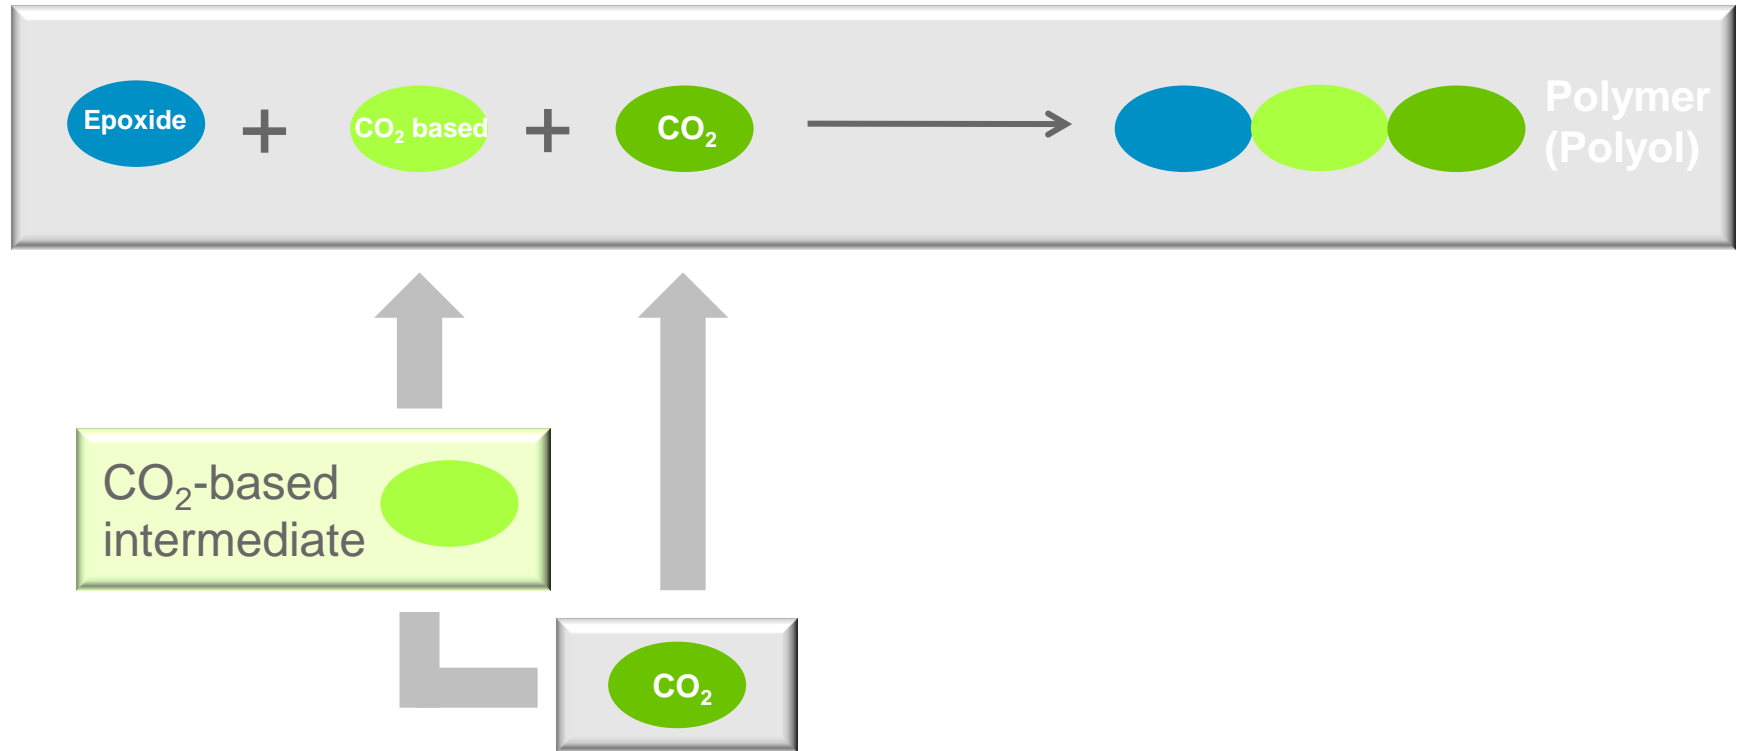 Epoxide + CO₂ based + CO₂ Polymer
(Polyol)
CO₂-based
intermediate
CO₂